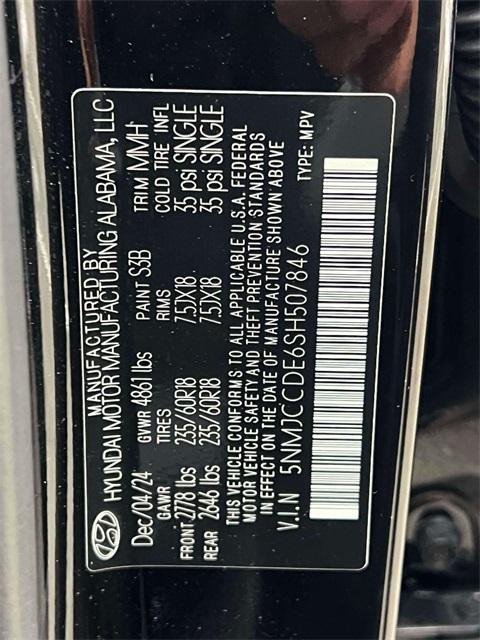 MANUFACTURED BY
HYUNDAI MOTOR MANUFACTURING ALABAMA, LLC
Dec/04/24 GVWR 4861 lbs PAINT S3B TRIM MMH
GAWR TIRES RIMS COLD TIRE INFL
FRONT 2778 lbs 235/60R18 7.5JX18 35 psi SINGLE
REAR 2646 lbs 235/60R18 7.5JX18 35 psi SINGLE
THIS VEHICLE CONFORMS TO ALL APPLICABLE U.S.A. FEDERAL
MOTOR VEHICLE SAFETY AND THEFT PREVENTION STANDARDS
IN EFFECT ON THE DATE OF MANUFACTURE SHOWN ABOVE
V.I.N 5NMJCCDE6SH507846 TYPE: MPV